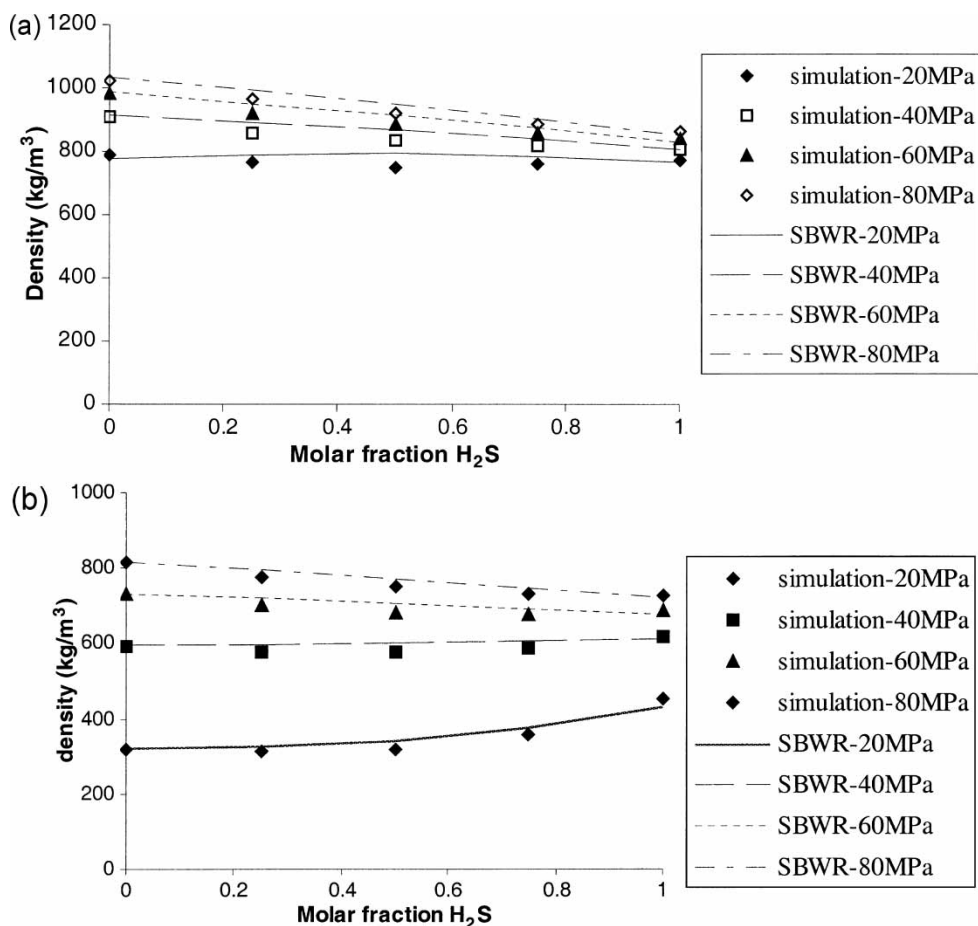 (a)
1200
1000
800
600
400
200
0
Density (kg/m³)
0 0.2 0.4 0.6 0.8 1
Molar fraction H₂S
simulation-20MPa
simulation-40MPa
simulation-60MPa
simulation-80MPa
SBWR-20MPa
SBWR-40MPa
SBWR-60MPa
SBWR-80MPa
(b)
1000
800
600
400
200
0
density (kg/m³)
0 0.2 0.4 0.6 0.8 1
Molar fraction H₂S
simulation-20MPa
simulation-40MPa
simulation-60MPa
simulation-80MPa
SBWR-20MPa
SBWR-40MPa
SBWR-60MPa
SBWR-80MPa